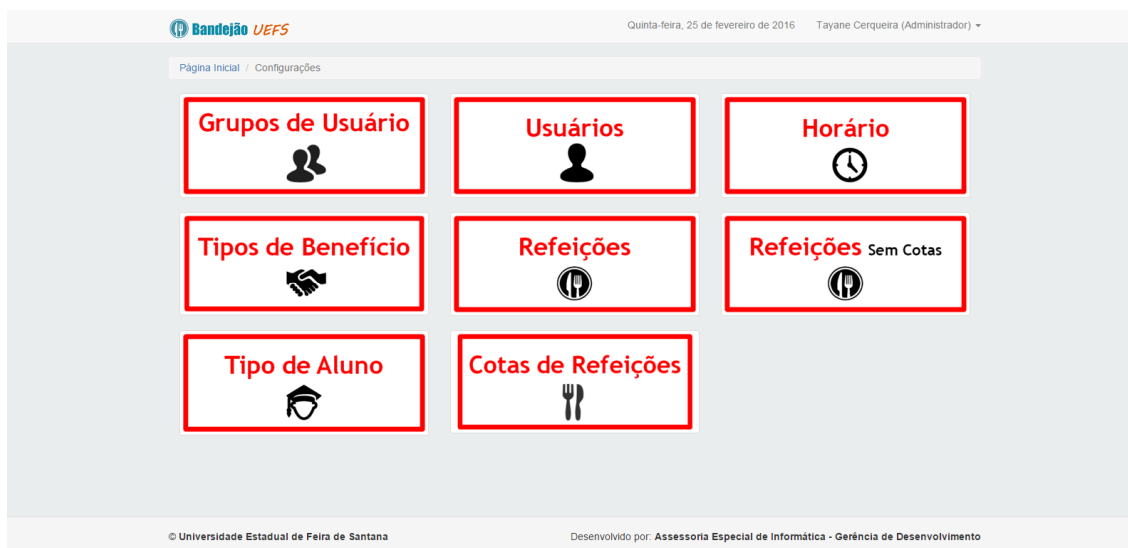 Bandejão UEFS
Quinta-feira, 25 de fevereiro de 2016 Tayane Cerqueira (Administrador)
Página Inicial / Configurações
Grupos de Usuário
Usuários
Horário
Tipos de Benefício
Refeições
Refeições Sem Cotas
Tipo de Aluno
Cotas de Refeições
© Universidade Estadual de Feira de Santana
Desenvolvido por: Assessoria Especial de Informática - Gerência de Desenvolvimento